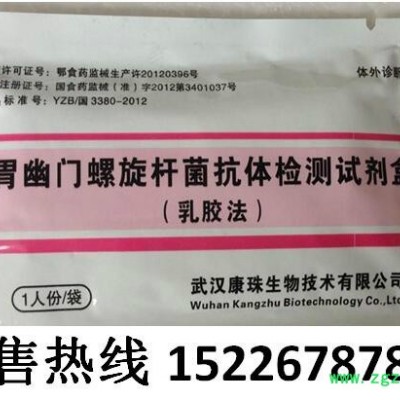 许可证号：鄂食药监械生产许20120396号
注册证号：国食药监械（准）字2012第3401037号
品标准号：YZB/国 3380-2012
体外诊断
胃幽门螺旋杆菌抗体检测试剂盒
（乳胶法）
1人份/袋
武汉康珠生物技术有限公司
Wuhan Kangzhu Biotechnology Co.,Ltd
售热线 152267878
www.zgz